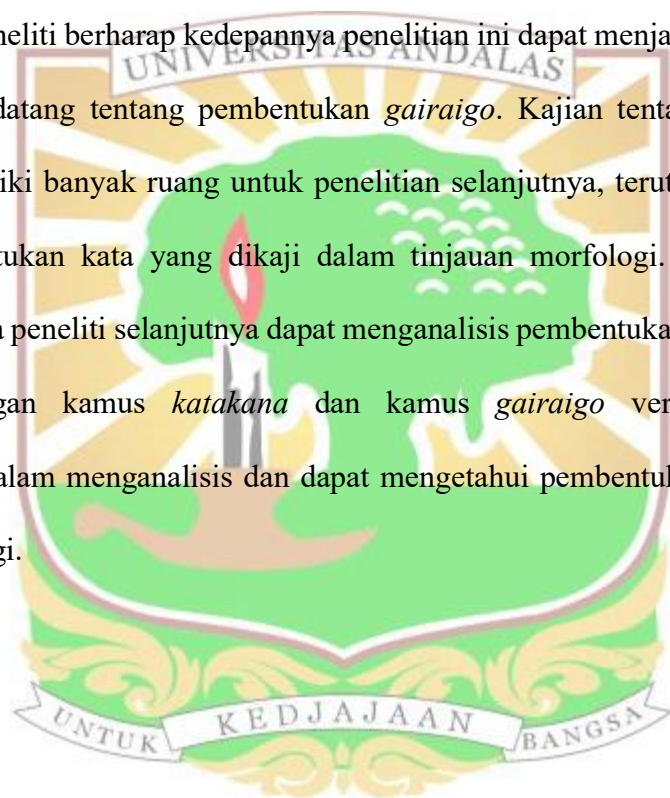 neliti berharap kedepannya penelitian ini dapat menja
UNIVERSITAS ANDALAS
datang tentang pembentukan gairaigo. Kajian tenta
iki banyak ruang untuk penelitian selanjutnya, terut
tukan kata yang dikaji dalam tinjauan morfologi.
a peneliti selanjutnya dapat menganalisis pembentuka
gan kamus katakana dan kamus gairaigo ver
alam menganalisis dan dapat mengetahui pembentul
gi.
UNTUK KEDJAJAAN BANGSA